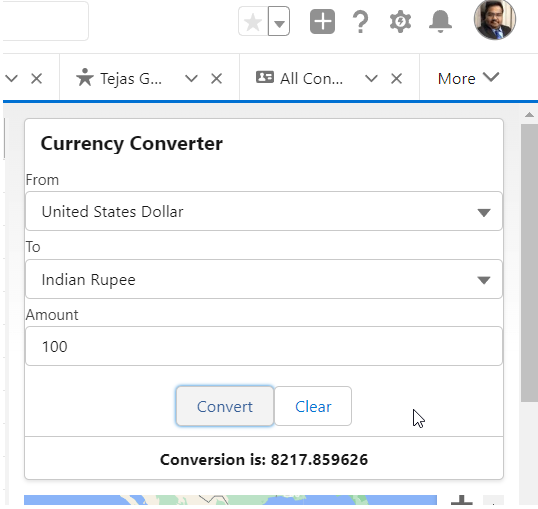 Tejas G...
All Con...
More
Currency Converter
From
United States Dollar
To
Indian Rupee
Amount
100
Convert
Clear
Conversion is: 8217.859626